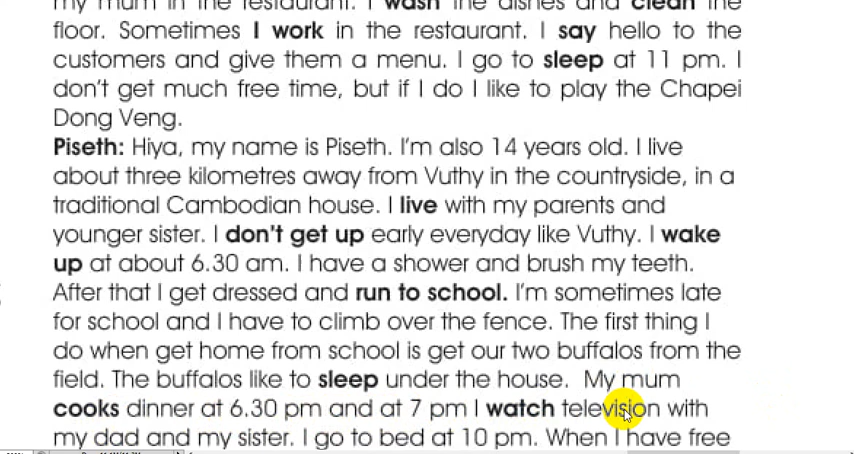 my mum in the restaurant. I wash the dishes and clean the
floor. Sometimes I work in the restaurant. I say hello to the
customers and give them a menu. I go to sleep at 11 pm. I
don't get much free time, but if I do I like to play the Chapei
Dong Veng.
Piseth: Hiya, my name is Piseth. I'm also 14 years old. I live
about three kilometres away from Vuthy in the countryside, in a
traditional Cambodian house. I live with my parents and
younger sister. I don't get up early everyday like Vuthy. I wake
up at about 6.30 am. I have a shower and brush my teeth.
After that I get dressed and run to school. I'm sometimes late
for school and I have to climb over the fence. The first thing I
do when get home from school is get our two buffalos from the
field. The buffalos like to sleep under the house. My mum
cooks dinner at 6.30 pm and at 7 pm I watch television with
my dad and my sister. I go to bed at 10 pm. When I have free